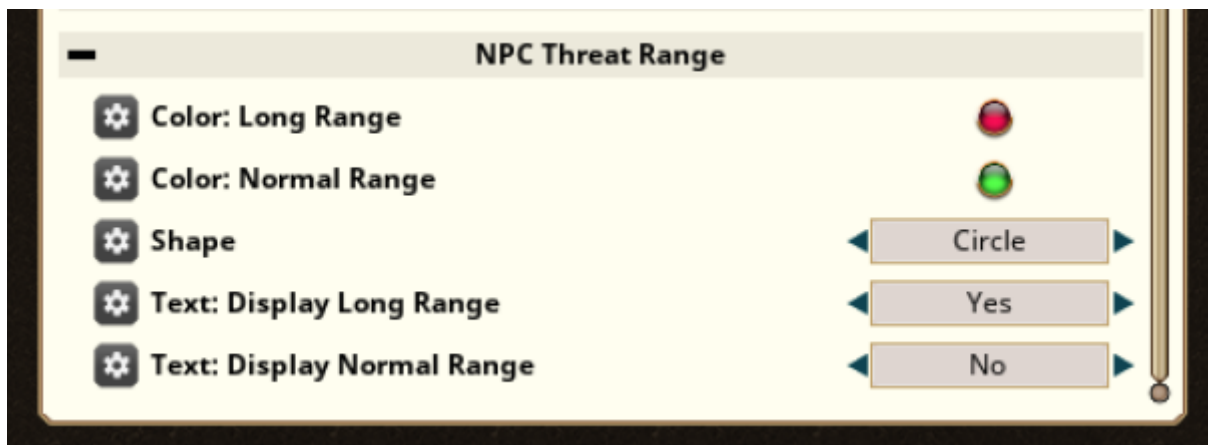 NPC Threat Range
Color: Long Range
Color: Normal Range
Shape Circle
Text: Display Long Range Yes
Text: Display Normal Range No